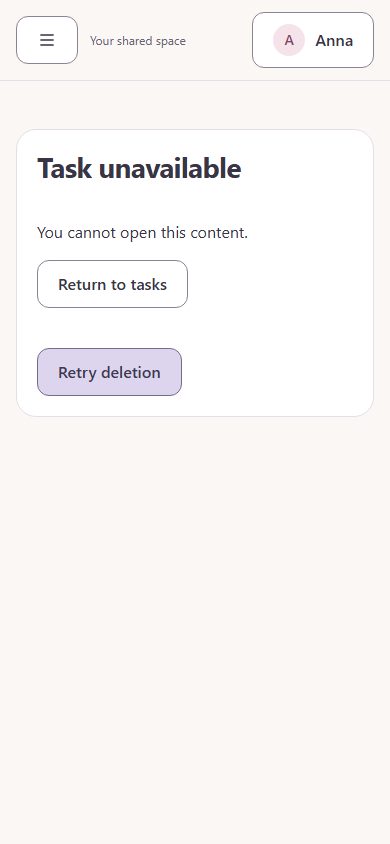 Your shared space
A
Anna
Task unavailable
You cannot open this content.
Return to tasks
Retry deletion